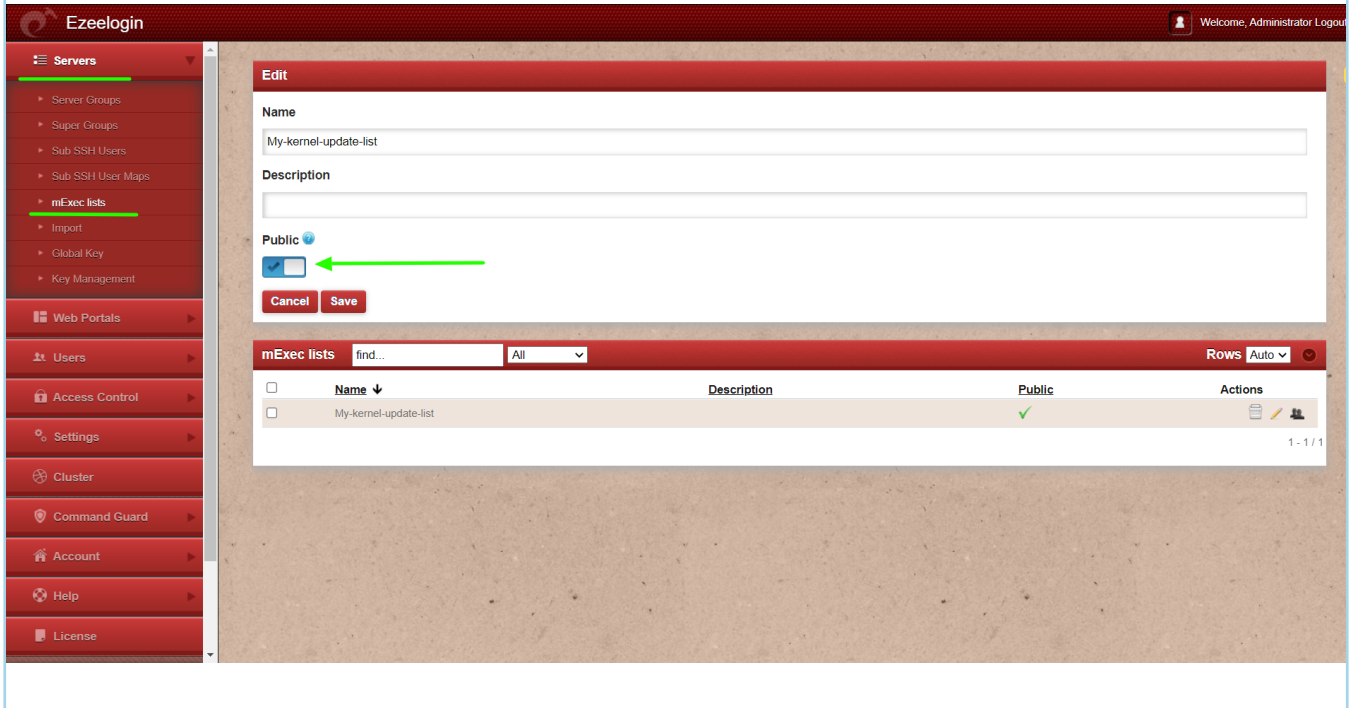 Ezeelogin
Welcome, Administrator Logout
Servers
Server Groups
Super Groups
Sub SSH Users
Sub SSH User Maps
mExec lists
Import
Global Key
Key Management
Web Portals
Users
Access Control
Settings
Cluster
Command Guard
Account
Help
License
Edit
Name
My-kernel-update-list
Description
Public
Cancel Save
mExec lists find... All Rows Auto
Name Description Public Actions
My-kernel-update-list
1 - 1 / 1